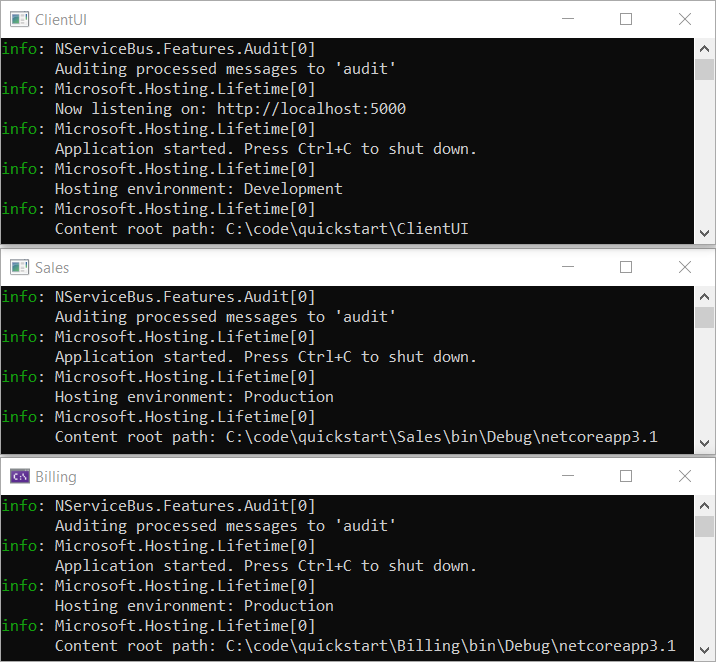 ClientUI
info: NServiceBus.Features.Audit[0]
Auditing processed messages to 'audit'
info: Microsoft.Hosting.Lifetime[0]
Now listening on: http://localhost:5000
info: Microsoft.Hosting.Lifetime[0]
Application started. Press Ctrl+C to shut down.
info: Microsoft.Hosting.Lifetime[0]
Hosting environment: Development
info: Microsoft.Hosting.Lifetime[0]
Content root path: C:\code\quickstart\ClientUI
Sales
info: NServiceBus.Features.Audit[0]
Auditing processed messages to 'audit'
info: Microsoft.Hosting.Lifetime[0]
Application started. Press Ctrl+C to shut down.
info: Microsoft.Hosting.Lifetime[0]
Hosting environment: Production
info: Microsoft.Hosting.Lifetime[0]
Content root path: C:\code\quickstart\Sales\bin\Debug\netcoreapp3.1
C:\ Billing
info: NServiceBus.Features.Audit[0]
Auditing processed messages to 'audit'
info: Microsoft.Hosting.Lifetime[0]
Application started. Press Ctrl+C to shut down.
info: Microsoft.Hosting.Lifetime[0]
Hosting environment: Production
info: Microsoft.Hosting.Lifetime[0]
Content root path: C:\code\quickstart\Billing\bin\Debug\netcoreapp3.1